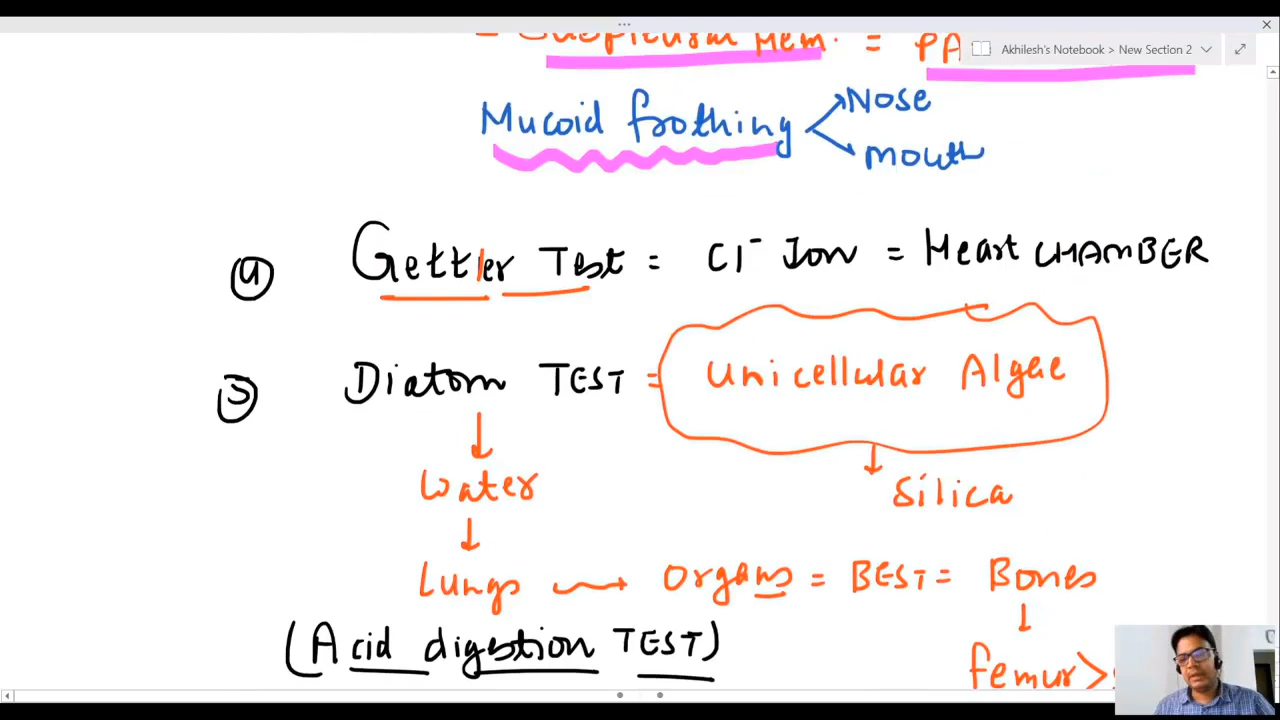 Akhilesh's Notebook > New Section 2
= PA
Mucoid frothing Nose
mouth
4 Gettler Test = Cl⁻ Ion = Heart CHAMBER
5 Diatom TEST = Unicellular Algae
Water Silica
Lungs → Organs = BEST = Bones
(Acid digestion TEST)
femur >